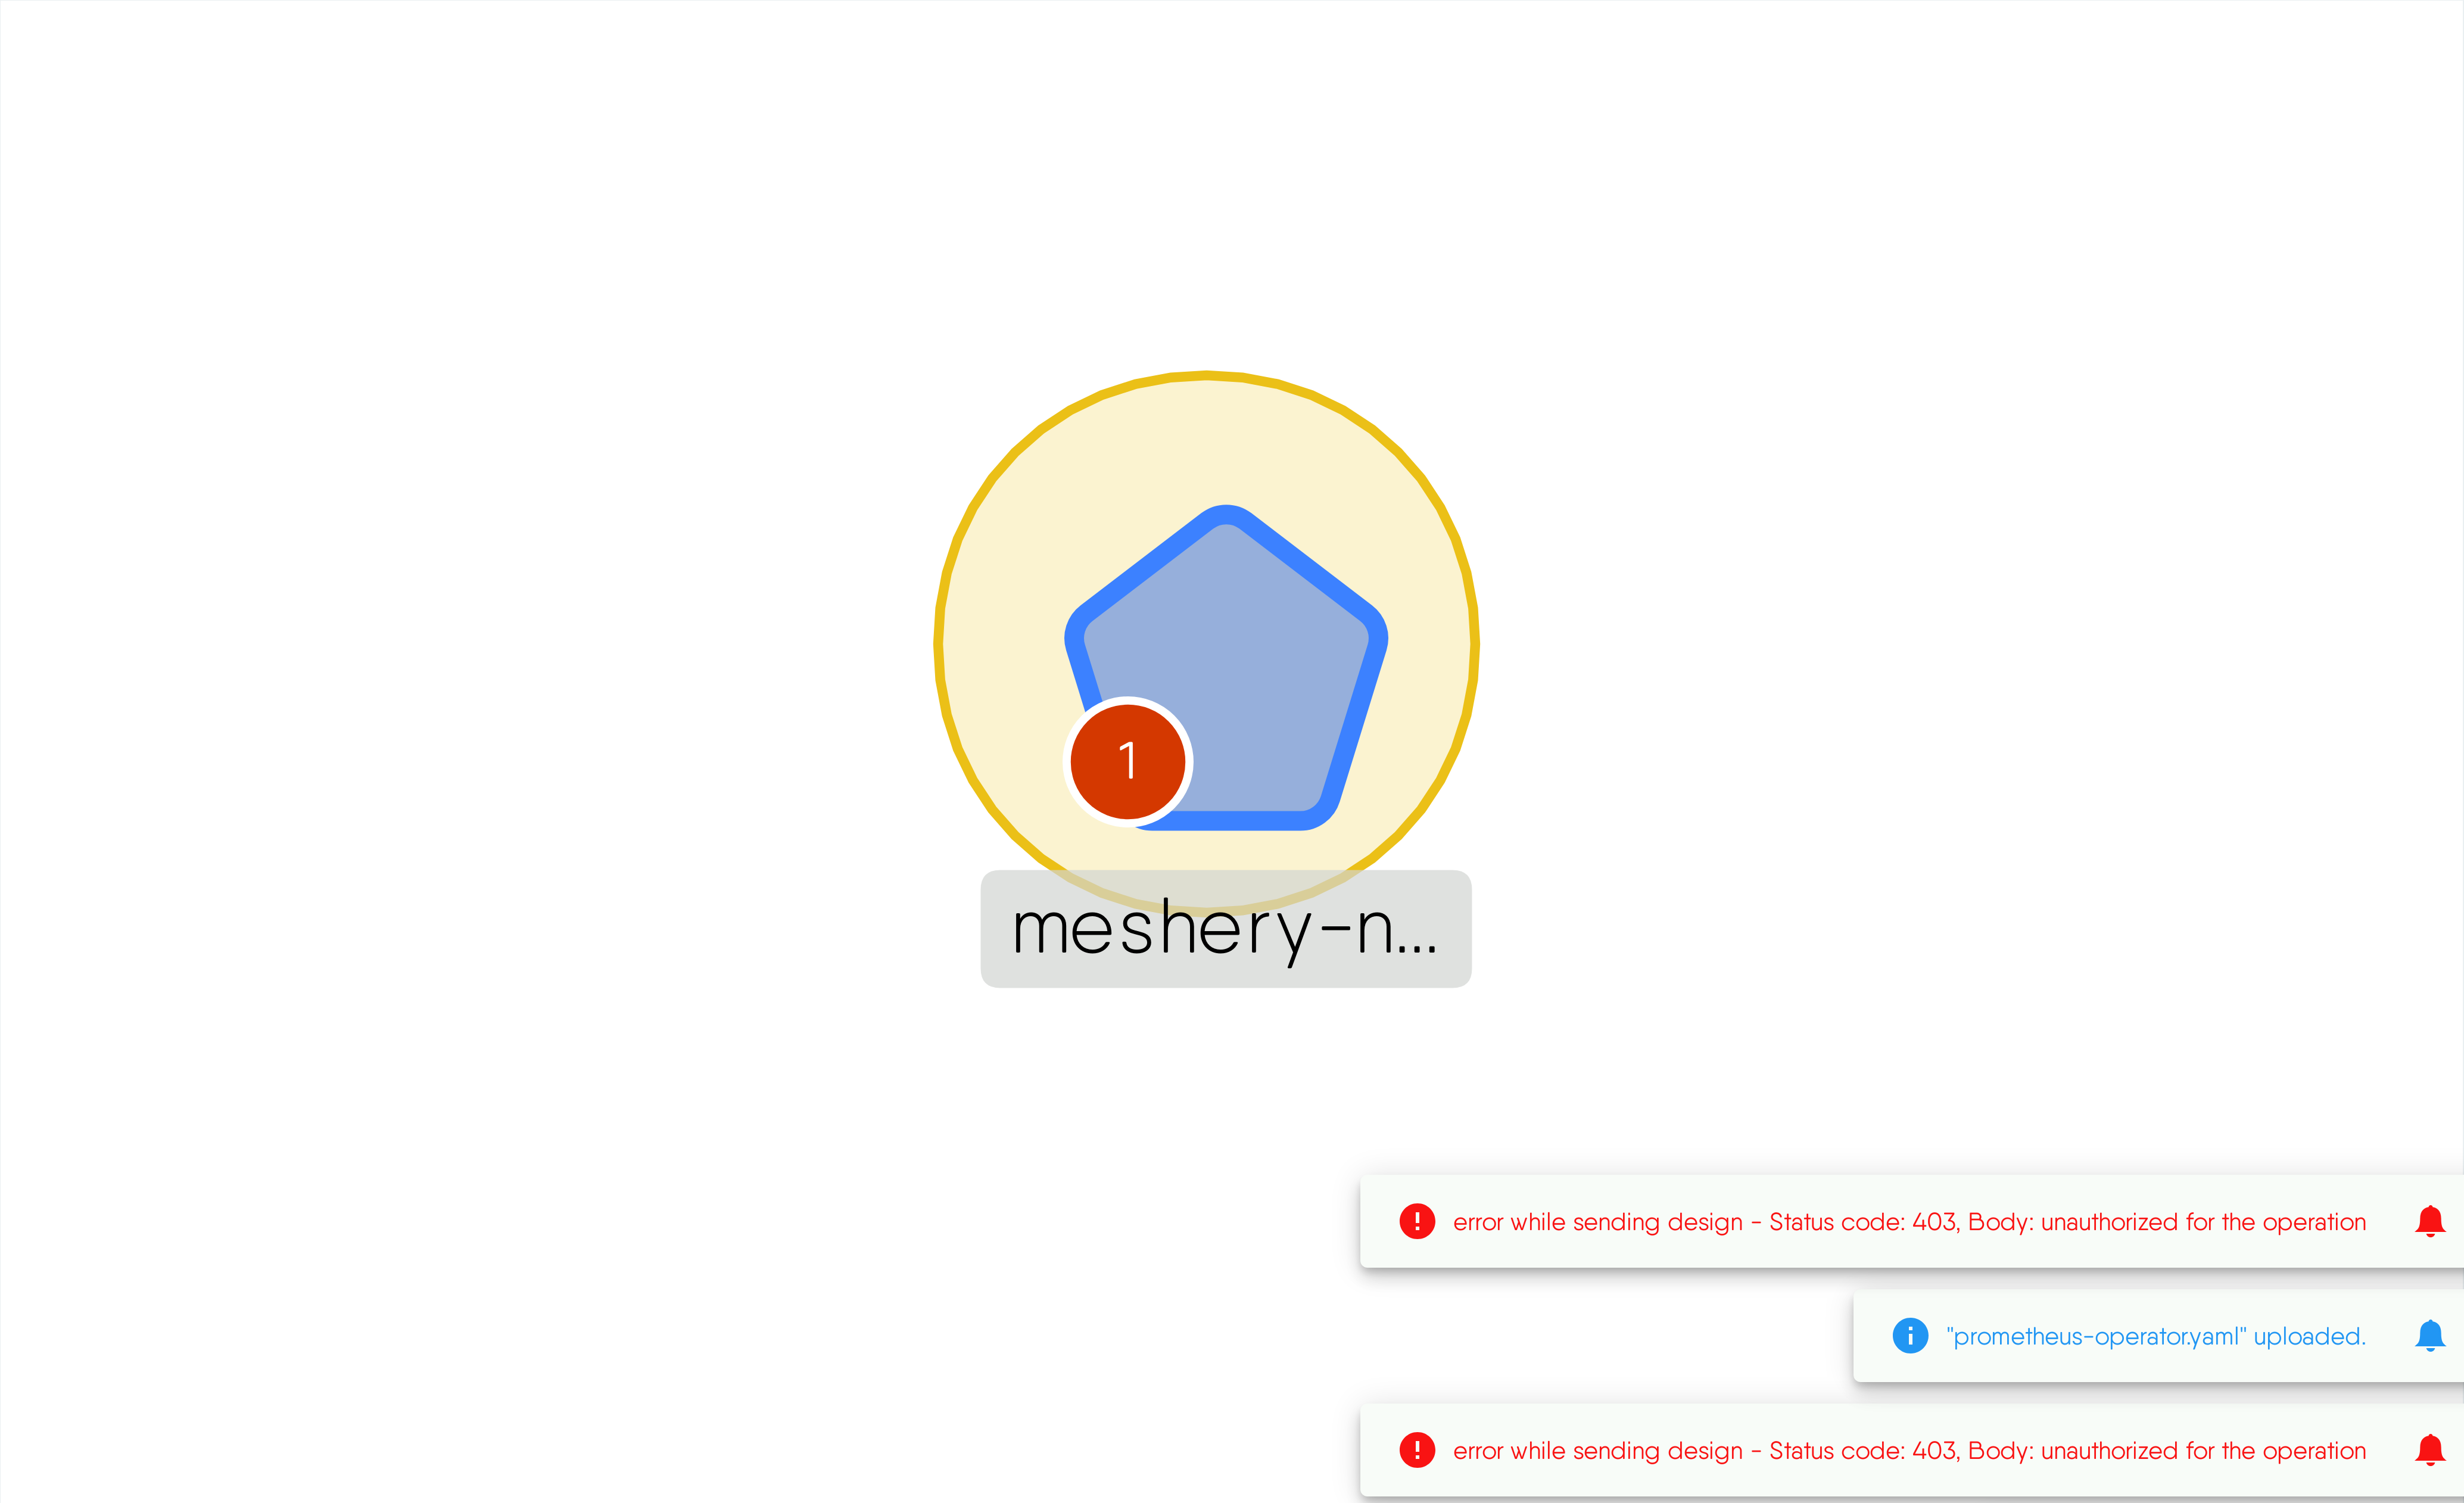 1
meshery-n...
error while sending design - Status code: 403, Body: unauthorized for the operation
"prometheus-operator.yaml" uploaded.
error while sending design - Status code: 403, Body: unauthorized for the operation